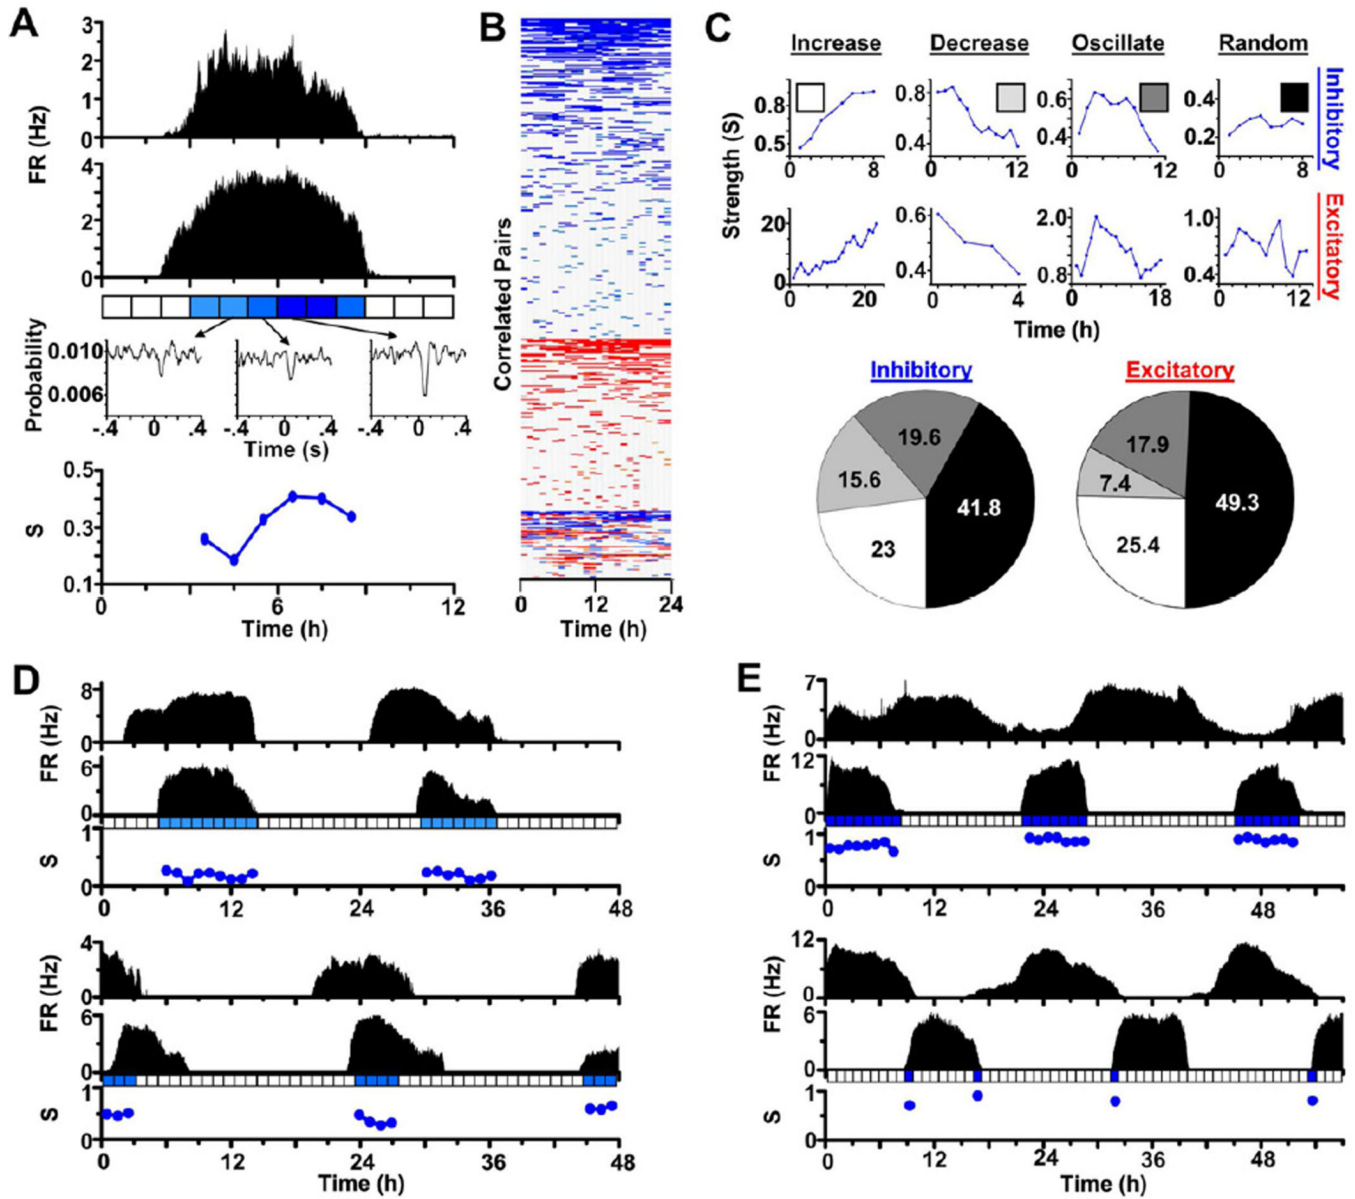 A
3
2
1
0
FR (Hz)
4
2
0
Probability
0.010
0.006
-.4 0 .4 -.4 0 .4 -.4 0 .4
Time (s)
S
0.5
0.3
0.1
0 6 12
Time (h)
B
Correlated Pairs
0 12 24
Time (h)
C
Increase Decrease Oscillate Random
Strength (S)
0.8
0.5
0 8
0.8
0.4
0 12
0.6
0.4
0 12
0.4
0.2
0 8
Inhibitory
20
0
0 20
0.6
0.4
0 4
2.0
0.8
0 18
1.0
0.4
0 12
Excitatory
Time (h)
Inhibitory Excitatory
19.6
15.6
41.8
23
17.9
7.4
49.3
25.4
D
FR (Hz)
8
0
6
0
S
1
0
0 12 24 36 48
FR (Hz)
4
0
6
0
S
1
0
0 12 24 36 48
Time (h)
E
FR (Hz)
7
0
12
0
S
1
0
0 12 24 36 48
FR (Hz)
12
0
6
0
S
1
0
0 12 24 36 48
Time (h)